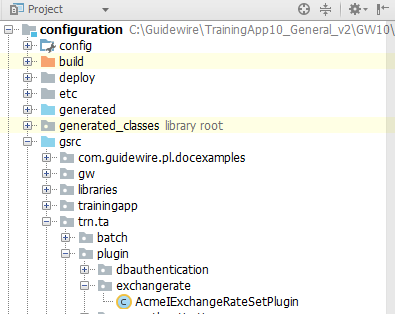 Project
configuration C:\Guidewire\TrainingApp10_General_v2\GW10\
config
build
deploy
etc
generated
generated_classes library root
gsrc
com.guidewire.pl.docexamples
gw
libraries
trainingapp
trn.ta
batch
plugin
dbauthentication
exchangerate
C AcmeIExchangeRateSetPlugin